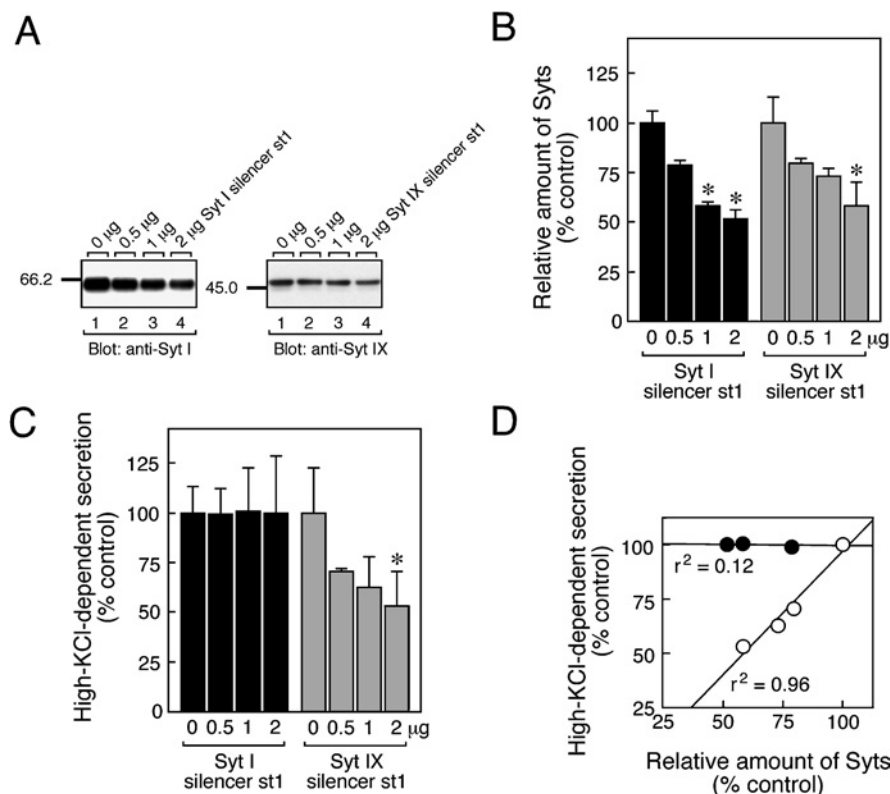 A
0 μg
0.5 μg
1 μg
2 μg Syt I silencer st1
0 μg
0.5 μg
1 μg
2 μg Syt IX silencer st1
66.2
45.0
1 2 3 4
1 2 3 4
Blot: anti-Syt I
Blot: anti-Syt IX
B
Relative amount of Syts
(% control)
125
100
75
50
25
0
0 0.5 1 2 0 0.5 1 2 μg
* * *
Syt I
silencer st1
Syt IX
silencer st1
C
High-KCl-dependent secretion
(% control)
125
100
75
50
25
0
*
0 0.5 1 2 0 0.5 1 2 μg
Syt I
silencer st1
Syt IX
silencer st1
D
High-KCl-dependent secretion
(% control)
100
75
50
25
r² = 0.12
r² = 0.96
25 50 75 100
Relative amount of Syts
(% control)